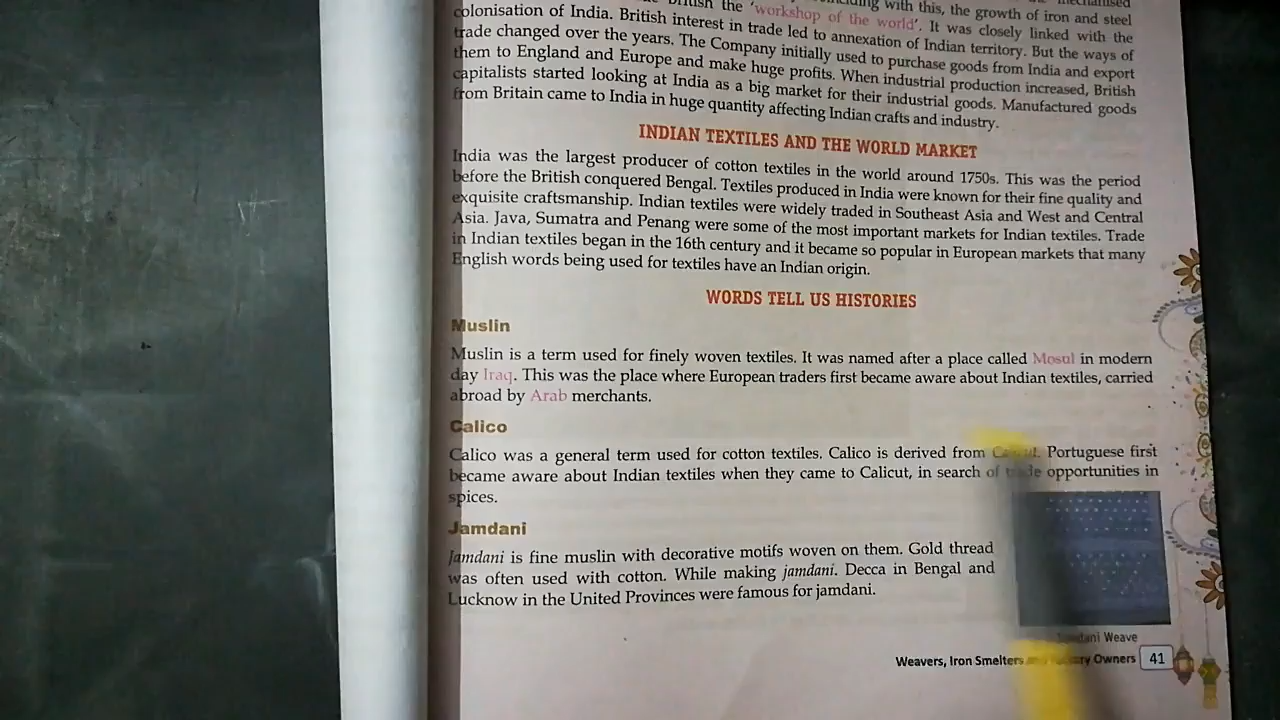 British the 'workshop of the world'. It was closely linked with the
with this, the growth of iron and steel
colonisation of India. British interest in trade led to annexation of Indian territory. But the ways of
trade changed over the years. The Company initially used to purchase goods from India and export
them to England and Europe and make huge profits. When industrial production increased, British
capitalists started looking at India as a big market for their industrial goods. Manufactured goods
from Britain came to India in huge quantity affecting Indian crafts and industry.
INDIAN TEXTILES AND THE WORLD MARKET
India was the largest producer of cotton textiles in the world around 1750s. This was the period
before the British conquered Bengal. Textiles produced in India were known for their fine quality and
exquisite craftsmanship. Indian textiles were widely traded in Southeast Asia and West and Central
Asia. Java, Sumatra and Penang were some of the most important markets for Indian textiles. Trade
in Indian textiles began in the 16th century and it became so popular in European markets that many
English words being used for textiles have an Indian origin.
WORDS TELL US HISTORIES
Muslin
Muslin is a term used for finely woven textiles. It was named after a place called Mosul in modern
day Iraq. This was the place where European traders first became aware about Indian textiles, carried
abroad by Arab merchants.
Calico
Calico was a general term used for cotton textiles. Calico is derived from Portuguese first
became aware about Indian textiles when they came to Calicut, in search of trade opportunities in
spices.
Jamdani
Jamdani is fine muslin with decorative motifs woven on them. Gold thread
was often used with cotton. While making jamdani. Decca in Bengal and
Lucknow in the United Provinces were famous for jamdani.
Jamdani Weave
Weavers, Iron Smelters Owners 41